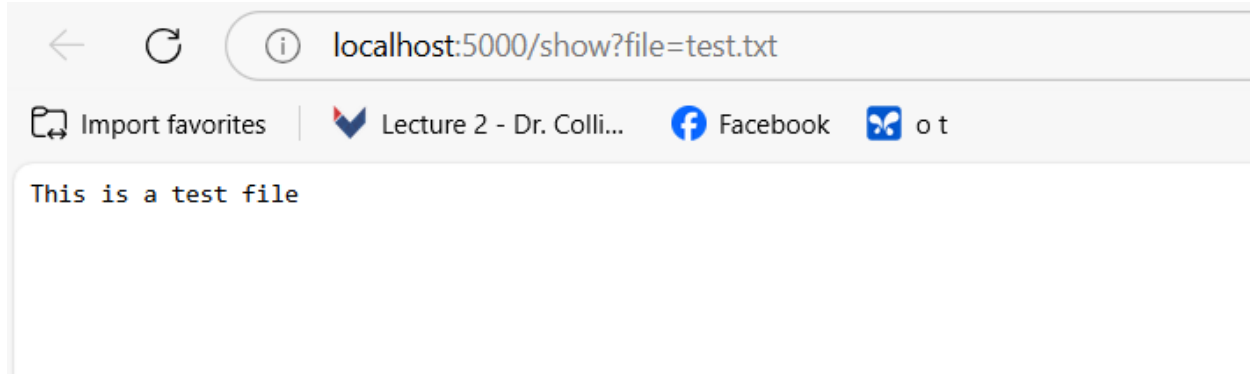 localhost:5000/show?file=test.txt
Import favorites Lecture 2 - Dr. Colli... Facebook o t
This is a test file